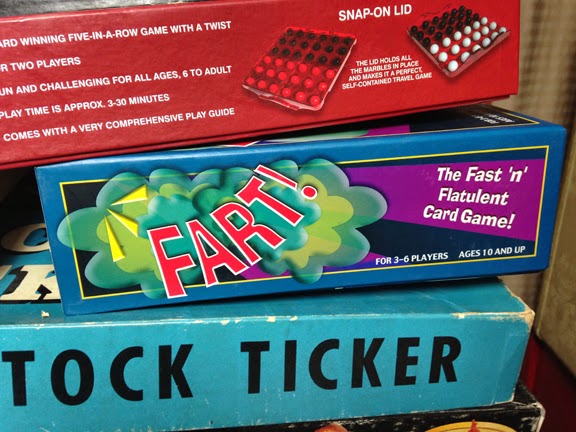 SNAP-ON LID
ARD WINNING FIVE-IN-A-ROW GAME WITH A TWIST
OR TWO PLAYERS
UN AND CHALLENGING FOR ALL AGES, 6 TO ADULT
PLAY TIME IS APPROX. 3-30 MINUTES
COMES WITH A VERY COMPREHENSIVE PLAY GUIDE
THE LID HOLDS ALL
THE MARBLES IN PLACE
AND MAKES IT A PERFECT,
SELF-CONTAINED TRAVEL GAME
FART!
The Fast 'n'
Flatulent
Card Game!
FOR 3-6 PLAYERS AGES 10 AND UP
TOCK TICKER